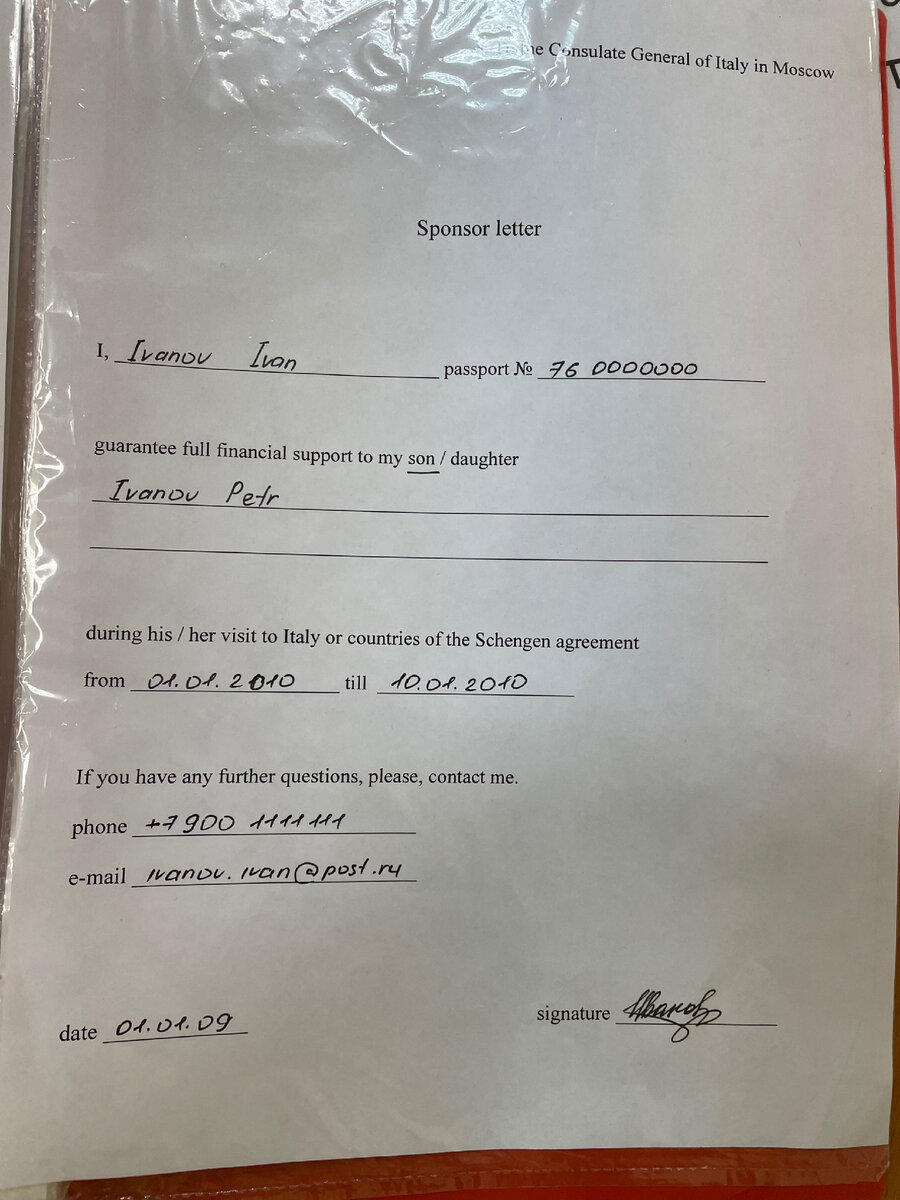 he Consulate General of Italy in Moscow
Sponsor letter
I, Ivanov Ivan passport № 76 0000000
guarantee full financial support to my son / daughter
Ivanov Petr
during his / her visit to Italy or countries of the Schengen agreement
from 01.01.2010 till 10.01.2010
If you have any further questions, please, contact me.
phone +7 900 1111111
e-mail ivanov.ivan@post.ru
date 01.01.09 signature Иванов